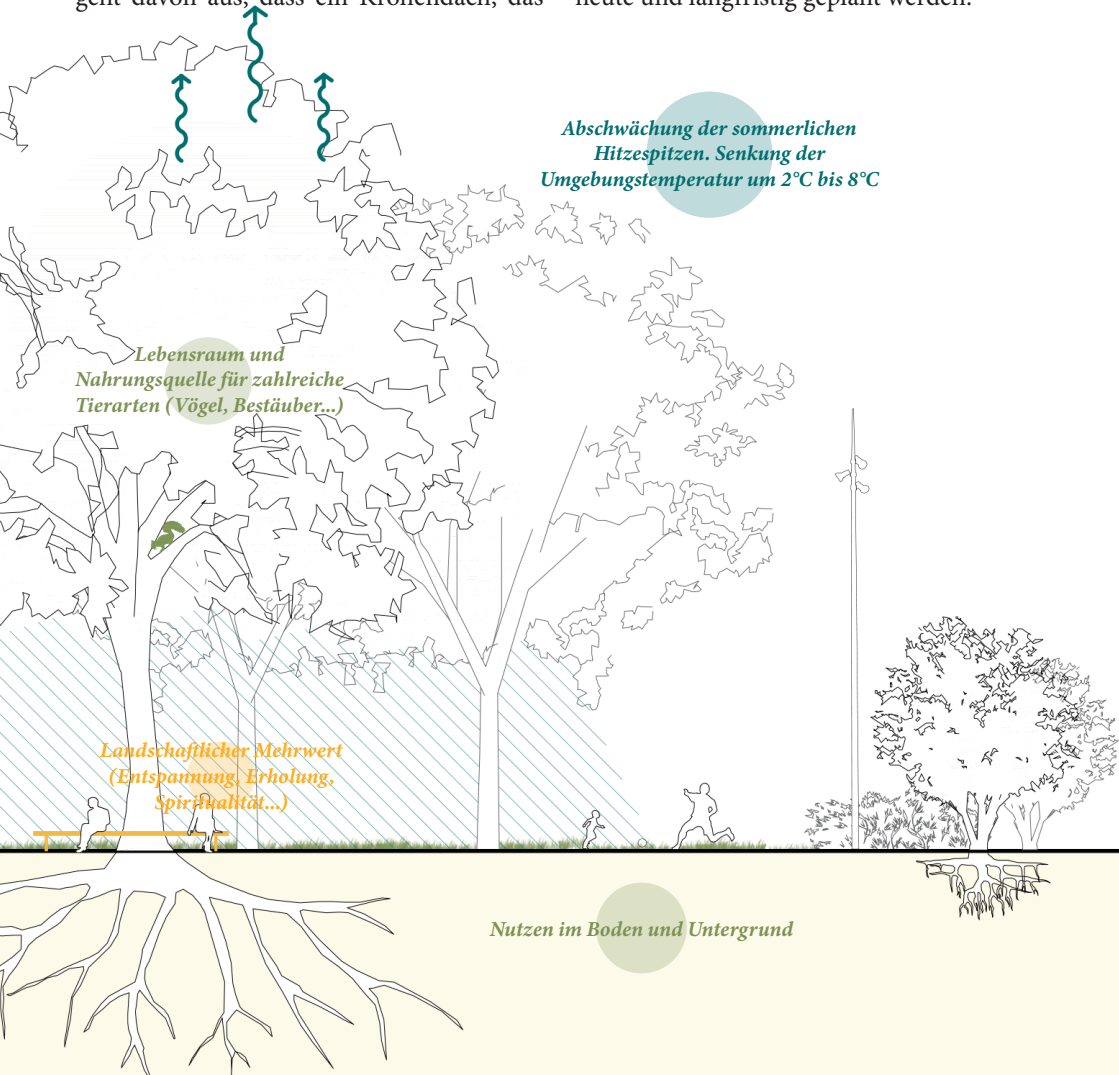 geht davon aus, dass ein Kronendach, das
heute und langfristig geplant werden.
Abschwächung der sommerlichen
Hitzespitzen. Senkung der
Umgebungstemperatur um 2°C bis 8°C
Lebensraum und
Nahrungsquelle für zahlreiche
Tierarten (Vögel, Bestäuber...)
Landschaftlicher Mehrwert
(Entspannung, Erholung,
Spiritualität...)
Nutzen im Boden und Untergrund